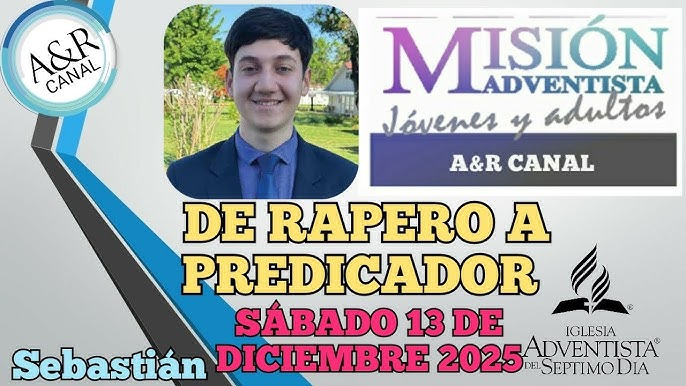 A&R
CANAL
MISIÓN
ADVENTISTA
Jóvenes y adultos
A&R CANAL
DE RAPERO A
PREDICADOR
SÁBADO 13 DE
DICIEMBRE 2025
Sebastián
IGLESIA
ADVENTISTA®
DEL SÉPTIMO DÍA